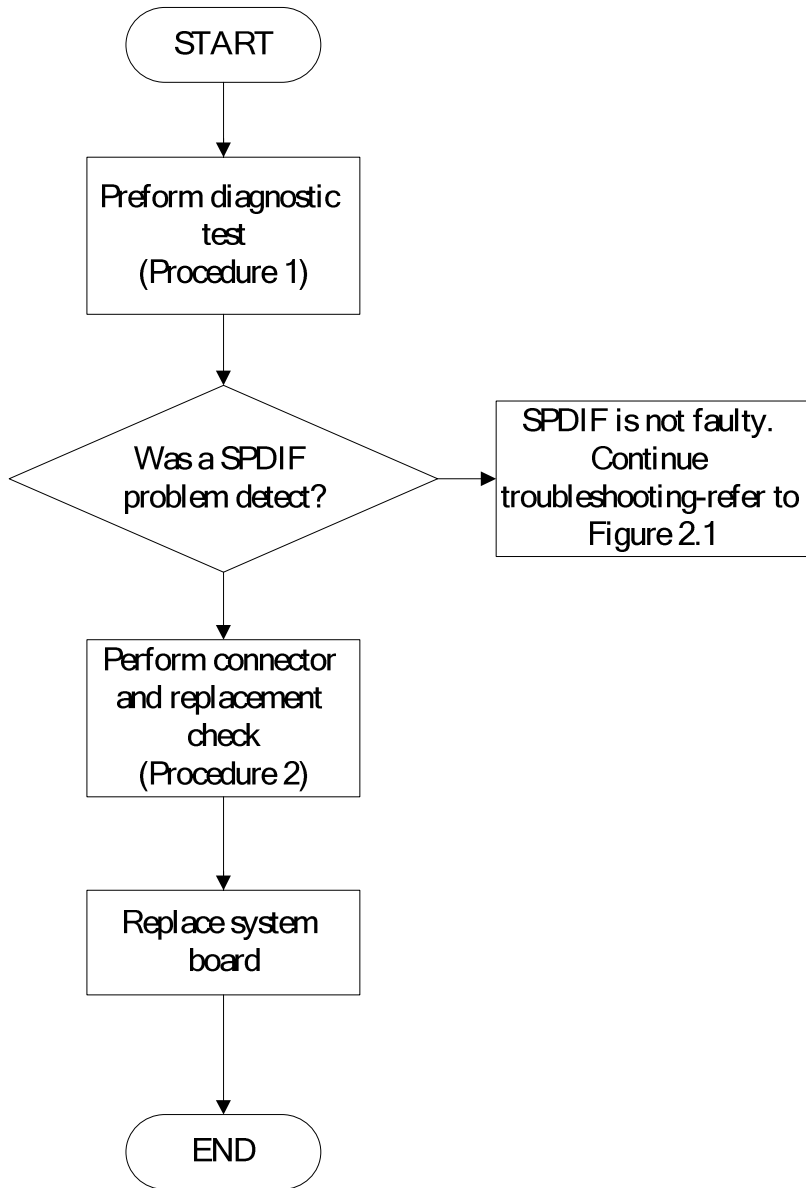 START
Preform diagnostic
test
(Procedure 1)
Was a SPDIF
problem detect?
SPDIF is not faulty.
Continue
troubleshooting-refer to
Figure 2.1
Perform connector
and replacement
check
(Procedure 2)
Replace system
board
END